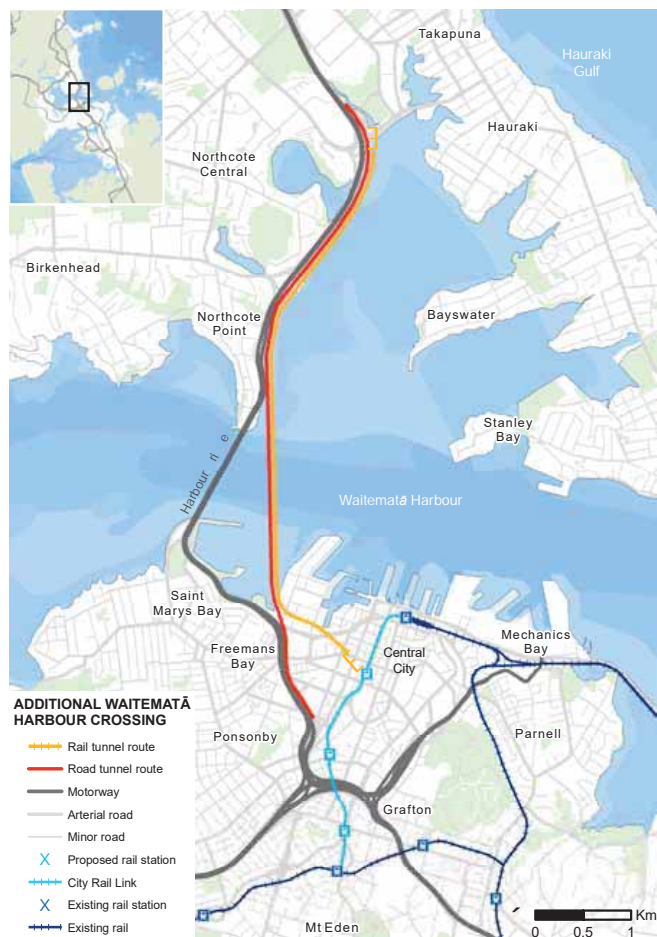 Takapuna
Hauraki
Gulf
Hauraki
Northcote
Central
Birkenhead
Northcote
Point
Bayswater
Stanley
Bay
Harbour
Waitematā Harbour
Saint
Marys Bay
Freemans
Bay
Central
City
Mechanics
Bay
Ponsonby
Parnell
Grafton
Mt Eden
ADDITIONAL WAITEMATĀ
HARBOUR CROSSING
Rail tunnel route
Road tunnel route
Motorway
Arterial road
Minor road
X Proposed rail station
City Rail Link
X Existing rail station
Existing rail
Km
0 0.5 1